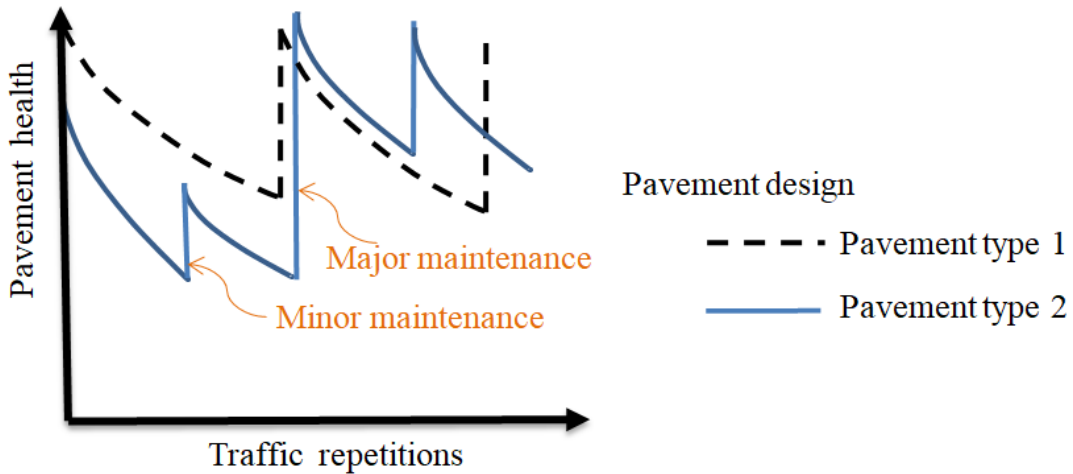 Pavement health
Major maintenance
Minor maintenance
Traffic repetitions
Pavement design
Pavement type 1
Pavement type 2